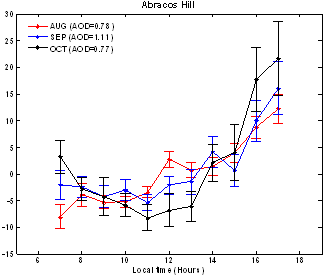 Abracos Hill
30
25
20
15
10
5
0
-5
-10
-15
AUG (AOD=0.78)
SEP (AOD=1.11)
OCT (AOD=0.77)
6 8 10 12 14 16 18
Local time (Hours)